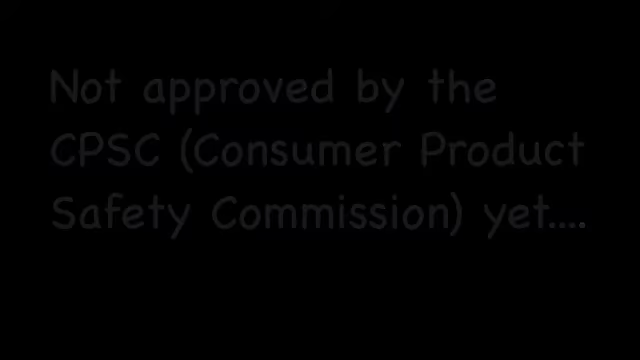 Not approved by the
CPSC (Consumer Product
Safety Commission) yet....